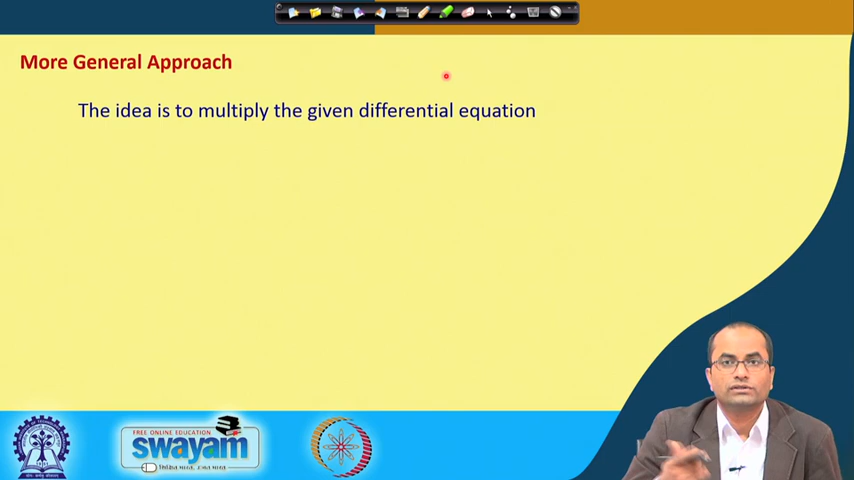 More General Approach
The idea is to multiply the given differential equation
FREE ONLINE EDUCATION
swayam